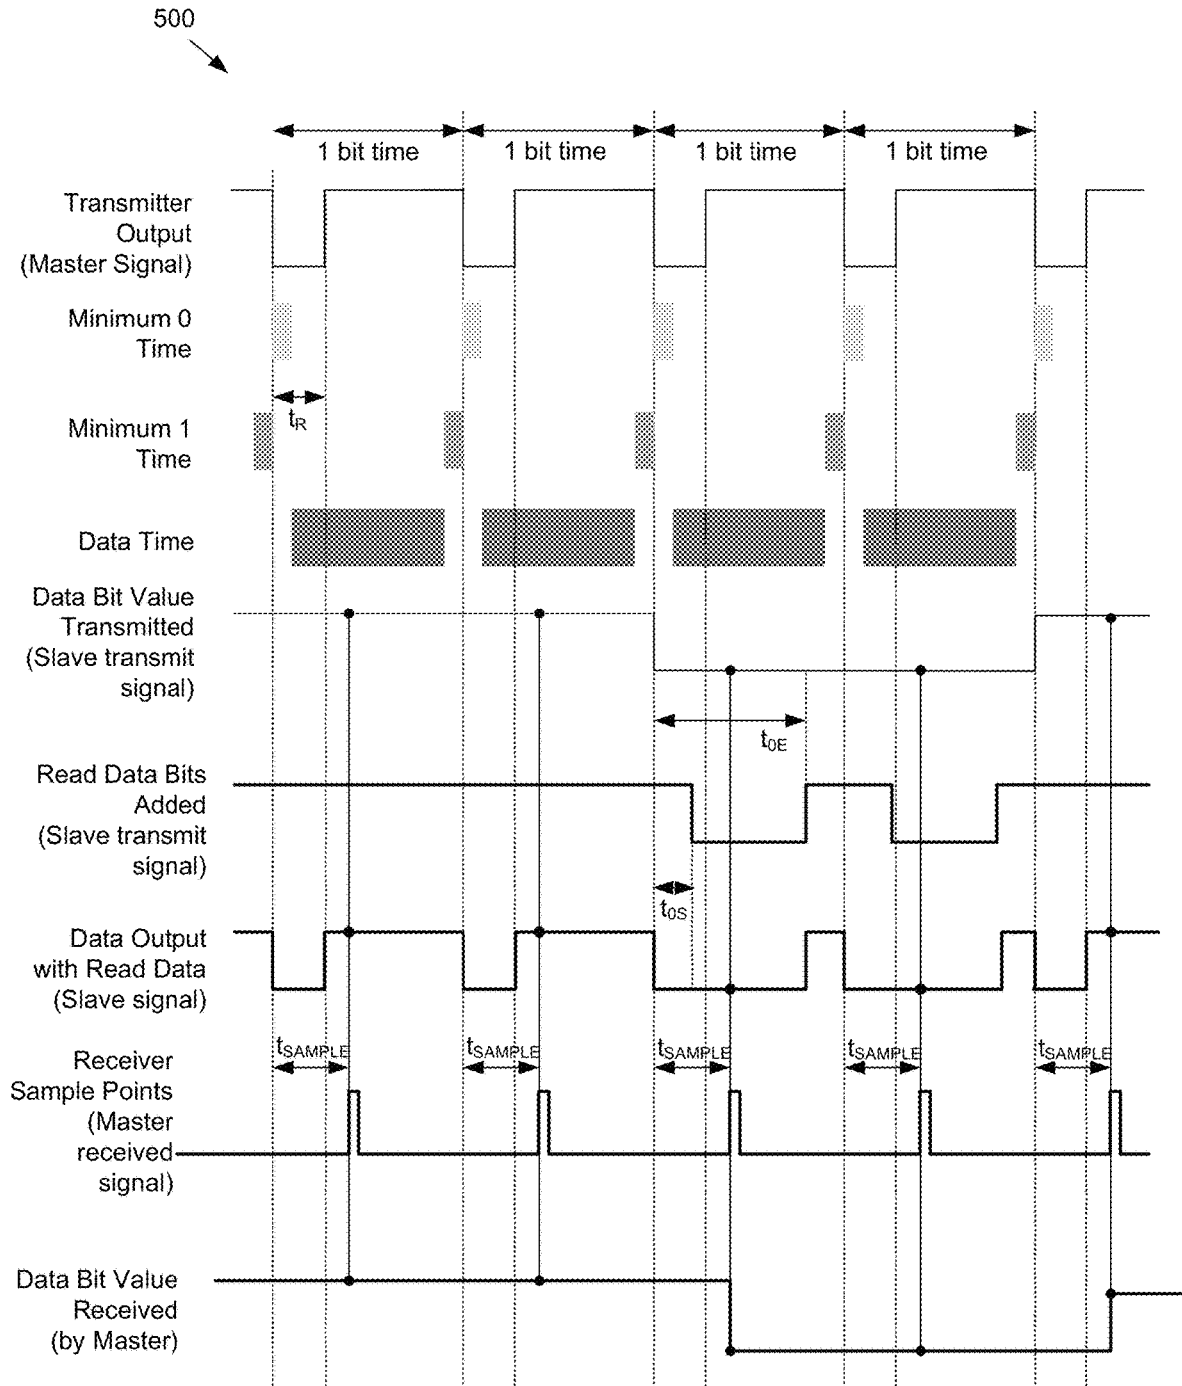 500
1 bit time 1 bit time 1 bit time 1 bit time
Transmitter
Output
(Master Signal)
Minimum 0
Time
tR
Minimum 1
Time
Data Time
Data Bit Value
Transmitted
(Slave transmit
signal)
t0E
Read Data Bits
Added
(Slave transmit
signal)
t0S
Data Output
with Read Data
(Slave signal)
tSAMPLE tSAMPLE tSAMPLE tSAMPLE tSAMPLE
Receiver
Sample Points
(Master
received
signal)
Data Bit Value
Received
(by Master)